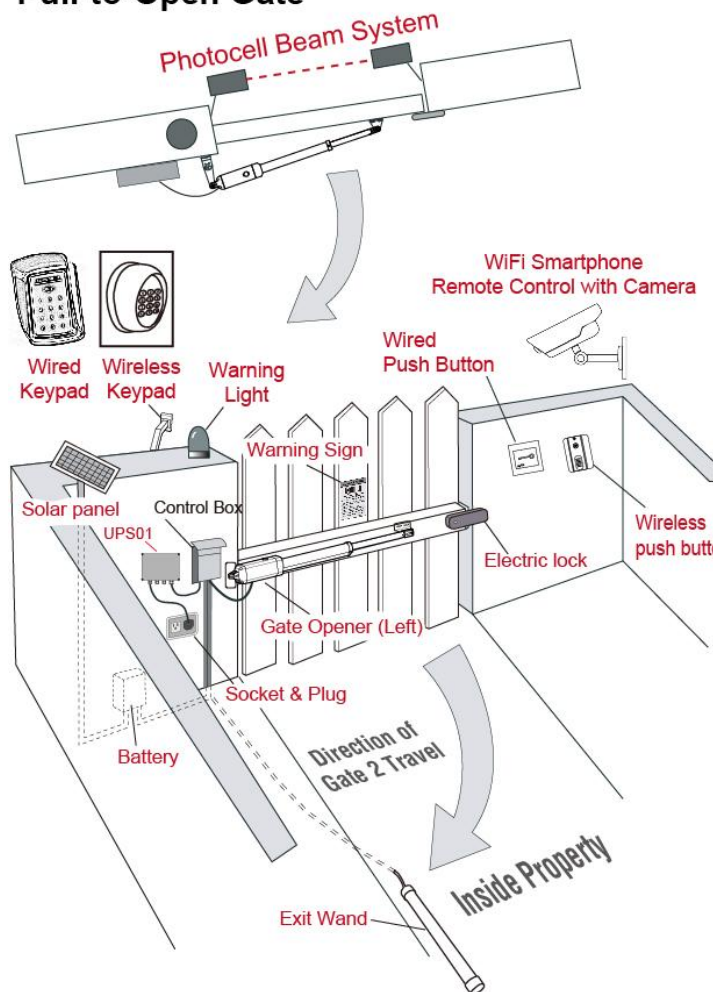 Pull to Open Gate
Photocell Beam System
WiFi Smartphone
Remote Control with Camera
Wired
Keypad
Wireless
Keypad
Warning
Light
Wired
Push Button
Warning Sign
Solar panel
Control Box
UPS01
Electric lock
Wireless
push butt
Gate Opener (Left)
Socket & Plug
Battery
Direction of
Gate 2 Travel
Inside Property
Exit Wand